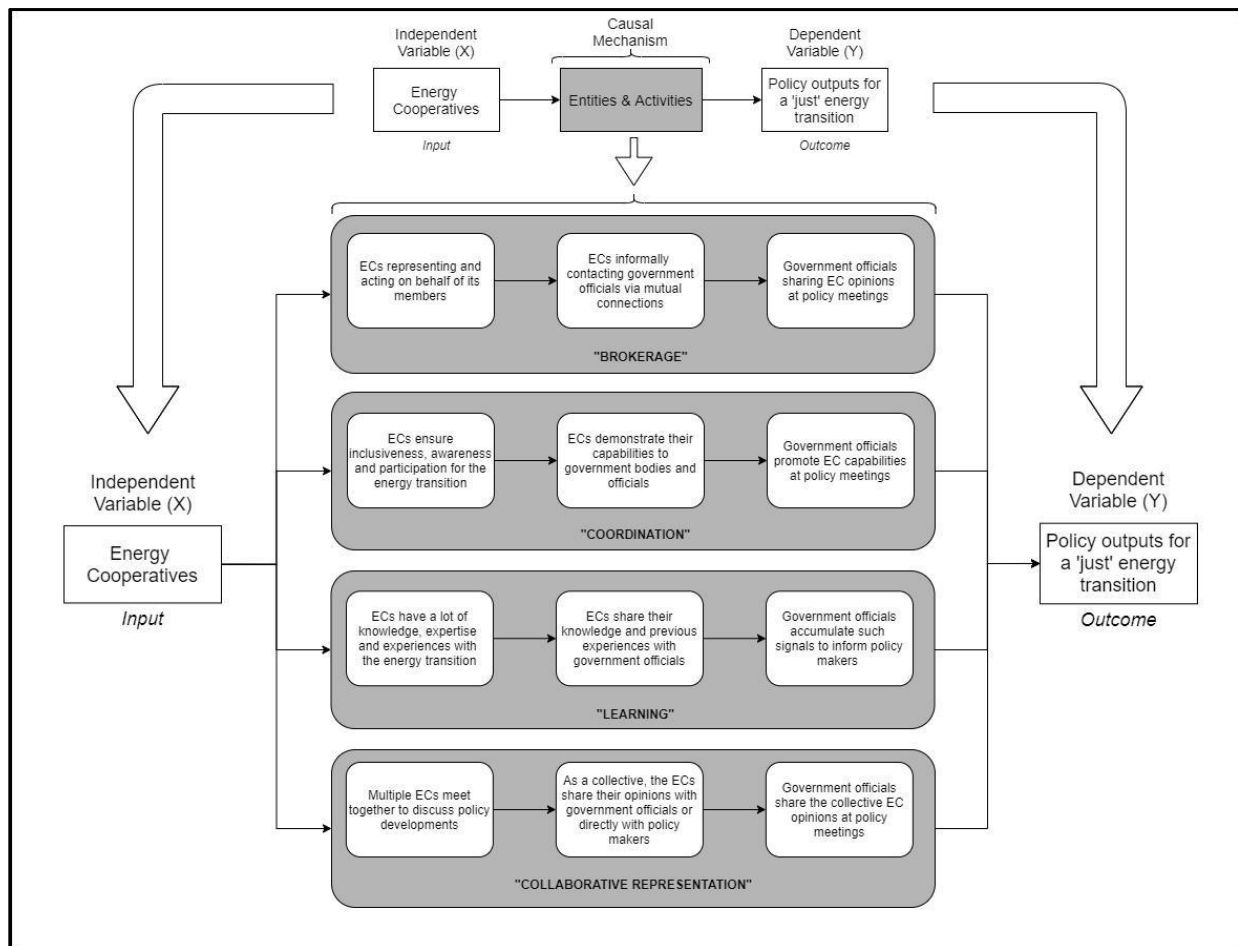 Independent
Variable (X)
Causal
Mechanism
Dependent
Variable (Y)
Energy
Cooperatives
Entities & Activities
Policy outputs for
a 'just' energy
transition
Input
Outcome
ECs representing and
acting on behalf of its
members
ECs informally
contacting government
officials via mutual
connections
Government officials
sharing EC opinions
at policy meetings
"BROKERAGE"
ECs ensure
inclusiveness, awareness
and participation for the
energy transition
ECs demonstrate their
capabilities to
government bodies and
officials
Government officials
promote EC capabilities
at policy meetings
"COORDINATION"
Independent
Variable (X)
Energy
Cooperatives
Input
Dependent
Variable (Y)
Policy outputs for
a 'just' energy
transition
Outcome
ECs have a lot of
knowledge, expertise
and experiences with
the energy transition
ECs share their
knowledge and previous
experiences with
government officials
Government officials
accumulate such
signals to inform policy
makers
"LEARNING"
Multiple ECs meet
together to discuss policy
developments
As a collective, the ECs
share their opinions with
government officials or
directly with policy
makers
Government officials
share the collective EC
opinions at policy
meetings
"COLLABORATIVE REPRESENTATION"